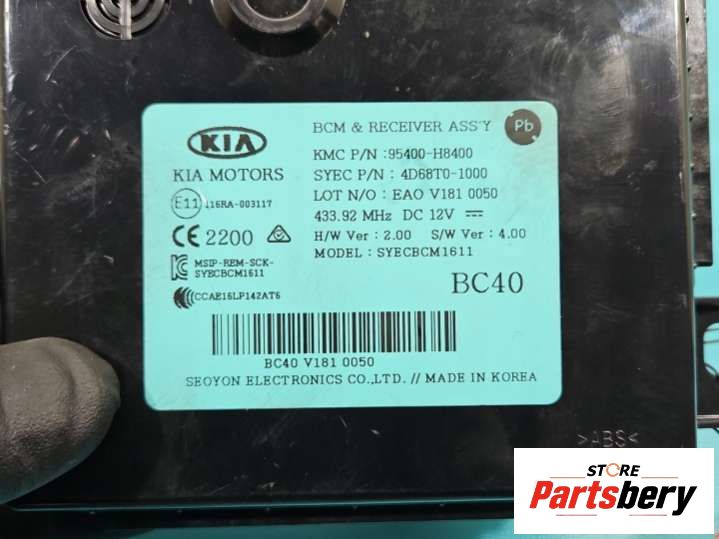 BCM & RECEIVER ASS'Y Pb
KIA
KIA MOTORS
KMC P/N :95400-H8400
SYEC P/N : 4D68T0-1000
LOT N/O : EAO V181 0050
433.92 MHz DC 12V
H/W Ver : 2.00 S/W Ver : 4.00
MODEL : SYECBCM1611
E11 116RA-003117
CE 2200
MSIP-REM-SCK-
SYECBCM1611
CCAE16LP142AT6
BC40
BC40 V181 0050
SEOYON ELECTRONICS CO.,LTD. // MADE IN KOREA
>ABS<
STORE
Partsbery